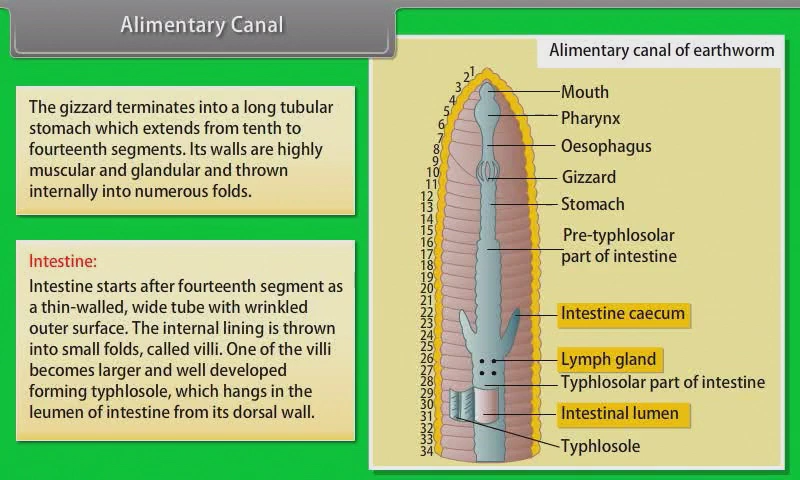 Alimentary Canal
The gizzard terminates into a long tubular
stomach which extends from tenth to
fourteenth segments. Its walls are highly
muscular and glandular and thrown
internally into numerous folds.
Intestine:
Intestine starts after fourteenth segment as
a thin-walled, wide tube with wrinkled
outer surface. The internal lining is thrown
into small folds, called villi. One of the villi
becomes larger and well developed
forming typhlosole, which hangs in the
leumen of intestine from its dorsal wall.
Alimentary canal of earthworm
1
2
3
4
5
6
7
8
9
10
11
12
13
14
15
16
17
18
19
20
21
22
23
24
25
26
27
28
29
30
31
32
33
34
Mouth
Pharynx
Oesophagus
Gizzard
Stomach
Pre-typhlosolar
part of intestine
Intestine caecum
Lymph gland
Typhlosolar part of intestine
Intestinal lumen
Typhlosole